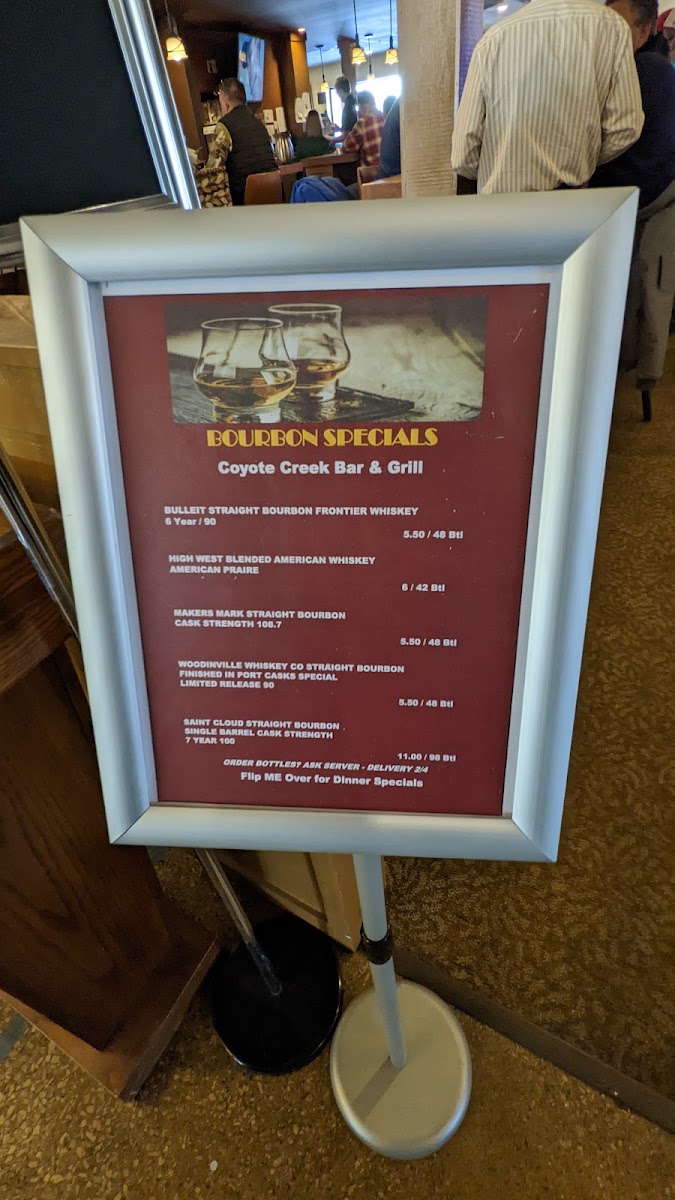 BOURBON SPECIALS
Coyote Creek Bar & Grill
BULLEIT STRAIGHT BOURBON FRONTIER WHISKEY
6 Year / 90
5.50 / 48 Btl
HIGH WEST BLENDED AMERICAN WHISKEY
AMERICAN PRAIRE
6 / 42 Btl
MAKERS MARK STRAIGHT BOURBON
CASK STRENGTH 108.7
5.50 / 48 Btl
WOODINVILLE WHISKEY CO STRAIGHT BOURBON
FINISHED IN PORT CASKS SPECIAL
LIMITED RELEASE 90
5.50 / 48 Btl
SAINT CLOUD STRAIGHT BOURBON
SINGLE BARREL CASK STRENGTH
7 YEAR 100
11.00 / 98 Btl
ORDER BOTTLES? ASK SERVER - DELIVERY 2/4
Flip ME Over for Dinner Specials